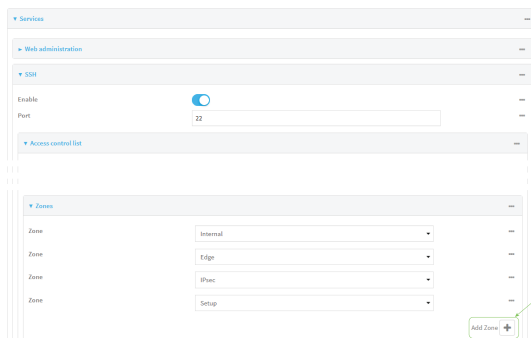 Services
Web administration
SSH
Enable
Port 22
Access control list
Zones
Zone Internal
Zone Edge
Zone IPsec
Zone Setup
Add Zone